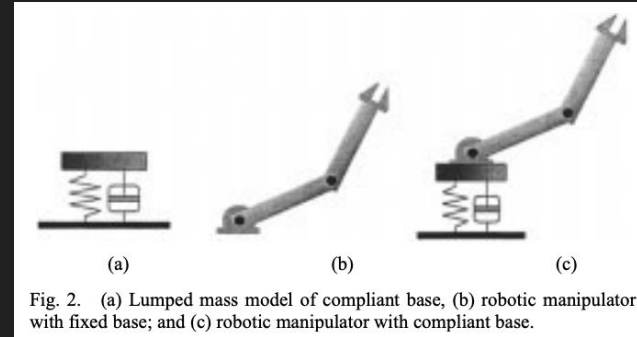 (a) (b) (c)
Fig. 2. (a) Lumped mass model of compliant base, (b) robotic manipulator
with fixed base; and (c) robotic manipulator with compliant base.